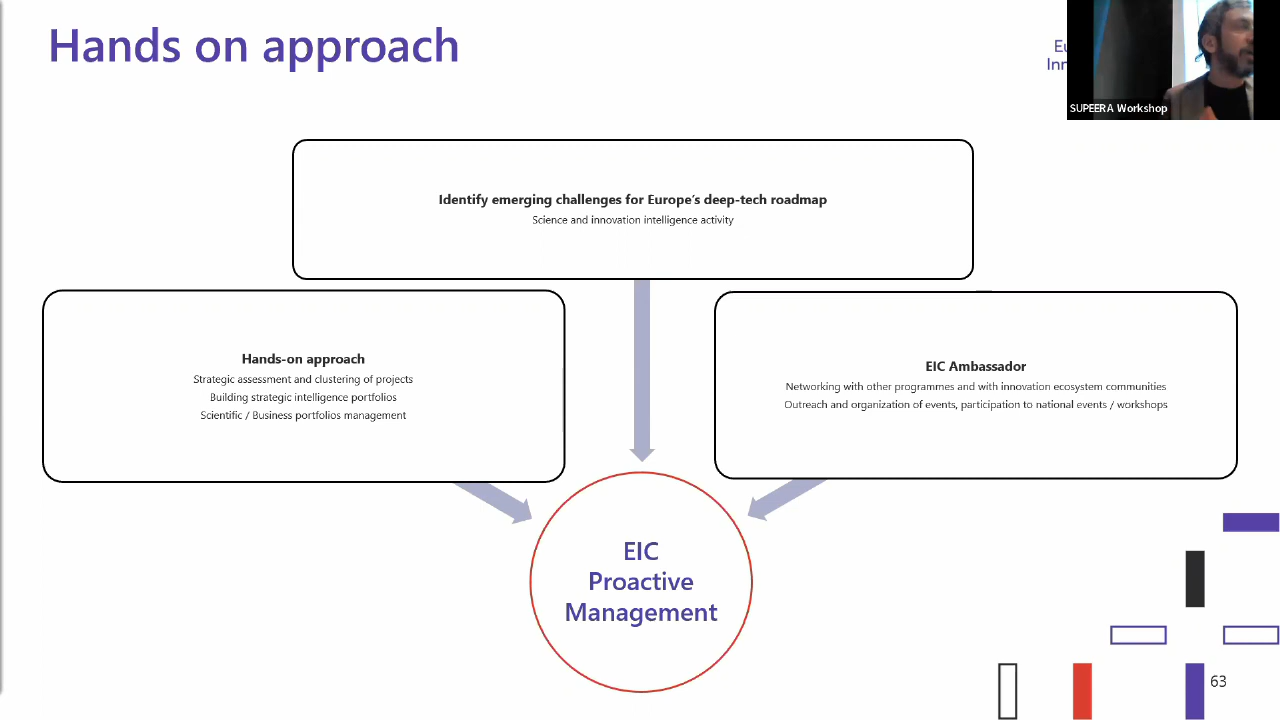 Hands on approach
SUPEERA Workshop
Identify emerging challenges for Europe's deep-tech roadmap
Science and innovation intelligence activity
Hands-on approach
Strategic assessment and clustering of projects
Building strategic intelligence portfolios
Scientific / Business portfolios management
EIC Ambassador
Networking with other programmes and with innovation ecosystem communities
Outreach and organization of events, participation to national events / workshops
EIC
Proactive
Management
63